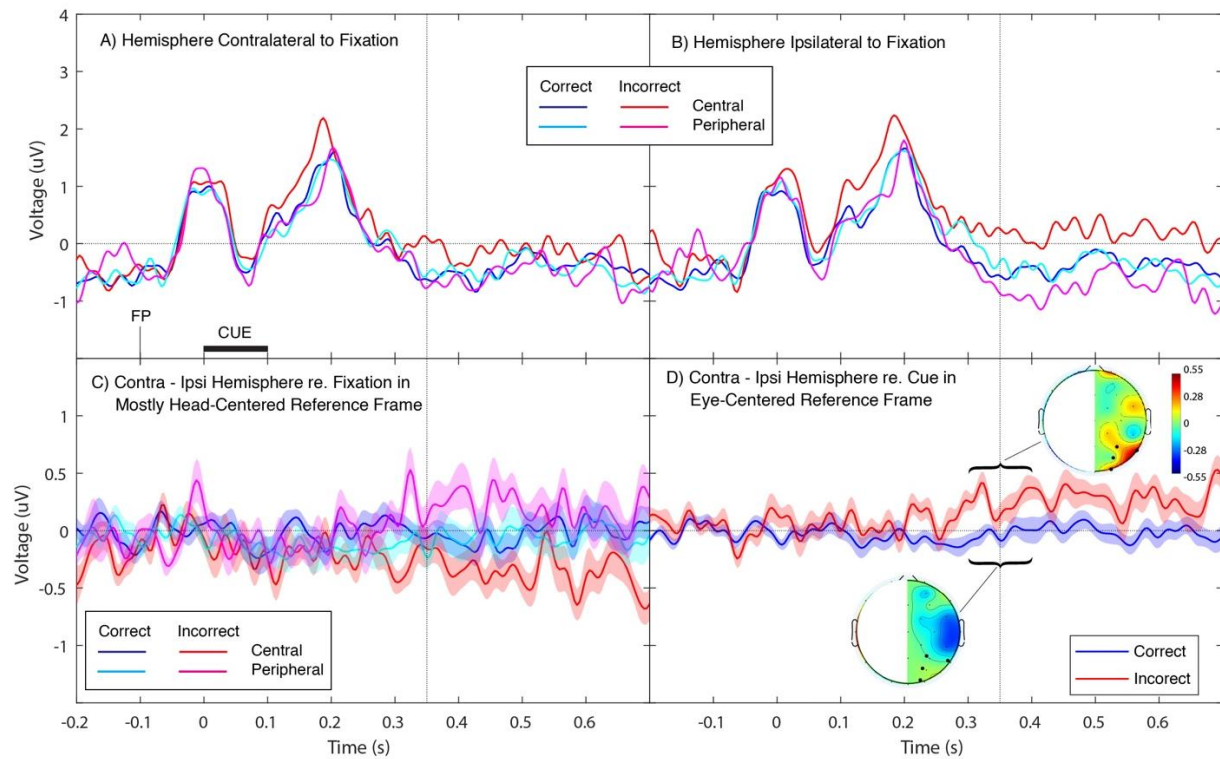 A) Hemisphere Contralateral to Fixation
B) Hemisphere Ipsilateral to Fixation
Correct Incorrect
Central
Peripheral
Voltage (uV)
4
3
2
1
0
-1
FP
CUE
C) Contra - Ipsi Hemisphere re. Fixation in
Mostly Head-Centered Reference Frame
D) Contra - Ipsi Hemisphere re. Cue in
Eye-Centered Reference Frame
0.55
0.28
0
-0.28
-0.55
Voltage (uV)
1
0.5
0
-0.5
-1
Correct Incorrect
Central
Peripheral
Correct
Incorect
-0.2 -0.1 0 0.1 0.2 0.3 0.4 0.5 0.6
-0.1 0 0.1 0.2 0.3 0.4 0.5 0.6
Time (s)
Time (s)